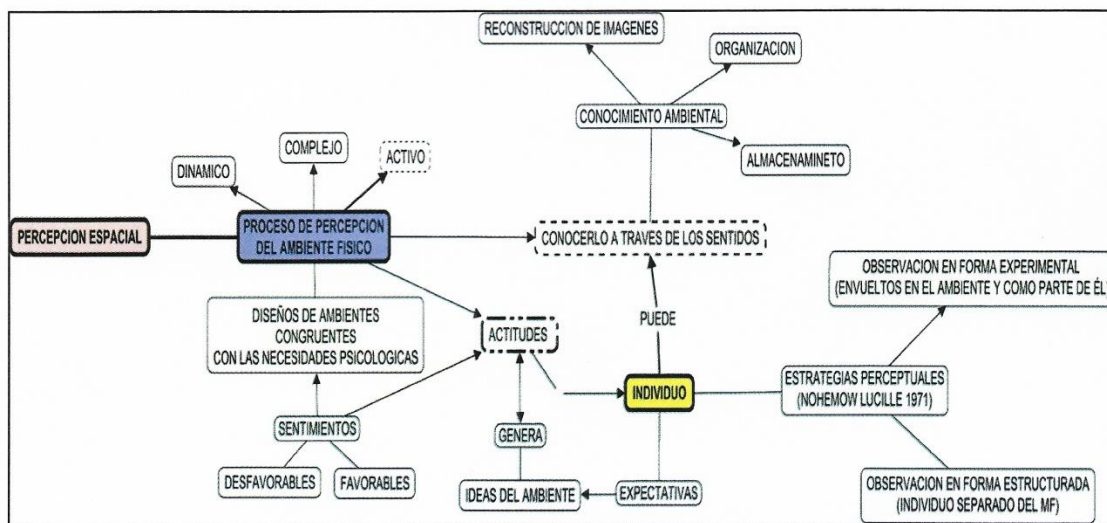 RECONSTRUCCION DE IMAGENES
ORGANIZACION
CONOCIMIENTO AMBIENTAL
ALMACENAMINETO
COMPLEJO
ACTIVO
DINAMICO
PERCEPCION ESPACIAL
PROCESO DE PERCEPCION
DEL AMBIENTE FISICO
CONOCERLO A TRAVES DE LOS SENTIDOS
OBSERVACION EN FORMA EXPERIMENTAL
(ENVUELTOS EN EL AMBIENTE Y COMO PARTE DE ÉL)
DISEÑOS DE AMBIENTES
CONGRUENTES
CON LAS NECESIDADES PSICOLOGICAS
ACTITUDES
PUEDE
INDIVIDUO
ESTRATEGIAS PERCEPTUALES
(NOHEMOW LUCILLE 1971)
SENTIMIENTOS
GENERA
DESFAVORABLES
FAVORABLES
IDEAS DEL AMBIENTE
EXPECTATIVAS
OBSERVACION EN FORMA ESTRUCTURADA
(INDIVIDUO SEPARADO DEL MF)